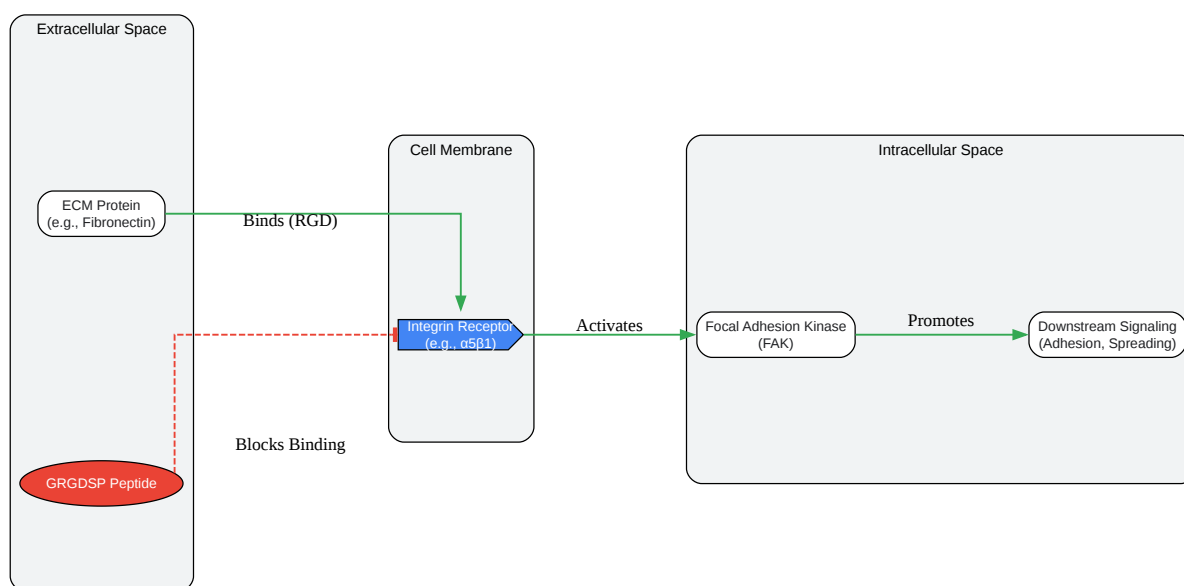 Extracellular Space
Cell Membrane
Intracellular Space
ECM Protein
(e.g., Fibronectin)
Binds (RGD)
Integrin Receptor
(e.g., α5β1)
Activates
Focal Adhesion Kinase
(FAK)
Promotes
Downstream Signaling
(Adhesion, Spreading)
Blocks Binding
GRGDSP Peptide